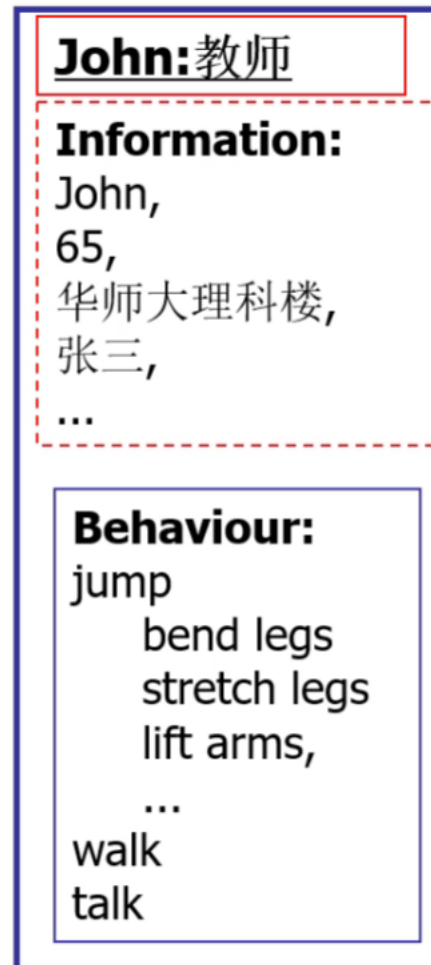 John:教师
Information:
John,
65,
华师大理科楼,
张三,
...
Behaviour:
jump
bend legs
stretch legs
lift arms,
...
walk
talk